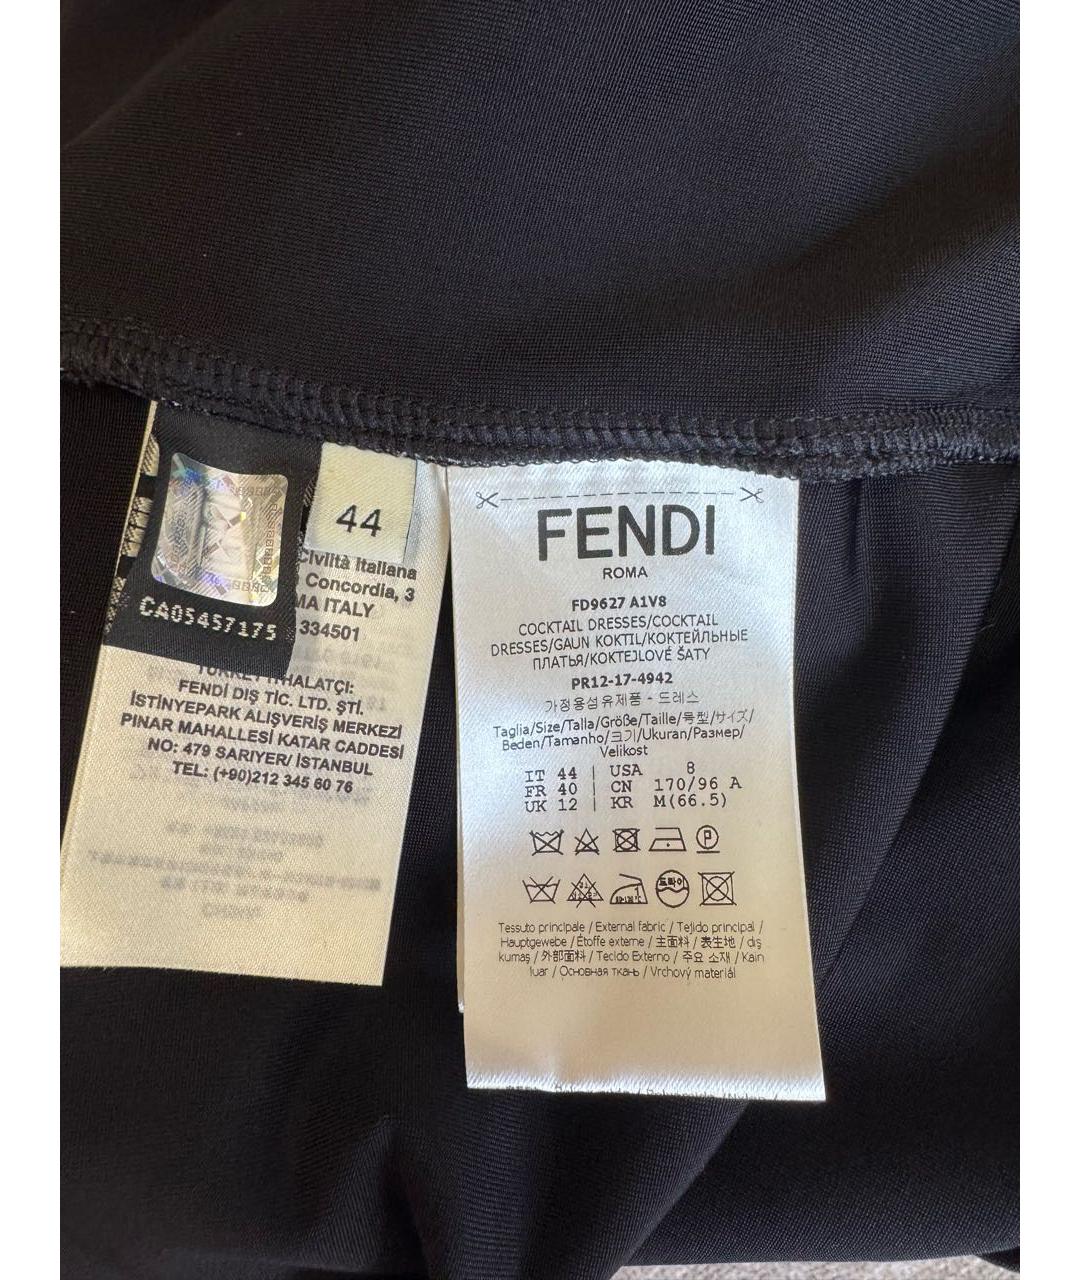 44
CA05457175
Civiltà Italiana
Concordia, 3
MA ITALY
334501
TURKEY İTHALATÇI:
FENDİ DIŞ TİC. LTD. ŞTİ.
İSTİNYEPARK ALIŞVERİŞ MERKEZİ
PINAR MAHALLESİ KATAR CADDESİ
NO: 479 SARIYER/ İSTANBUL
TEL: (+90)212 345 60 76
FENDI
ROMA
FD9627 A1V8
COCKTAIL DRESSES/COCKTAIL
DRESSES/GAUN KOKTIL/КОКТЕЙЛЬНЫЕ
ПЛАТЬЯ/KOKTEJLOVÉ ŠATY
PR12-17-4942
가정용섬유제품 - 드레스
Taglia/Size/Talla/Größe/Taille/号型/サイズ/
Beden/Tamanho/크기/Ukuran/Размер/
Velikost
IT 44 | USA 8
FR 40 | CN 170/96 A
UK 12 | KR M(66.5)
Tessuto principale / External fabric / Tejido principal /
Hauptgewebe / Étoffe externe / 主面料 / 表生地 / dış
kumaş / 外部面料 / Tecido Externo / 주요 소재 / Kain
luar / Основная ткань / Vrchový materiál